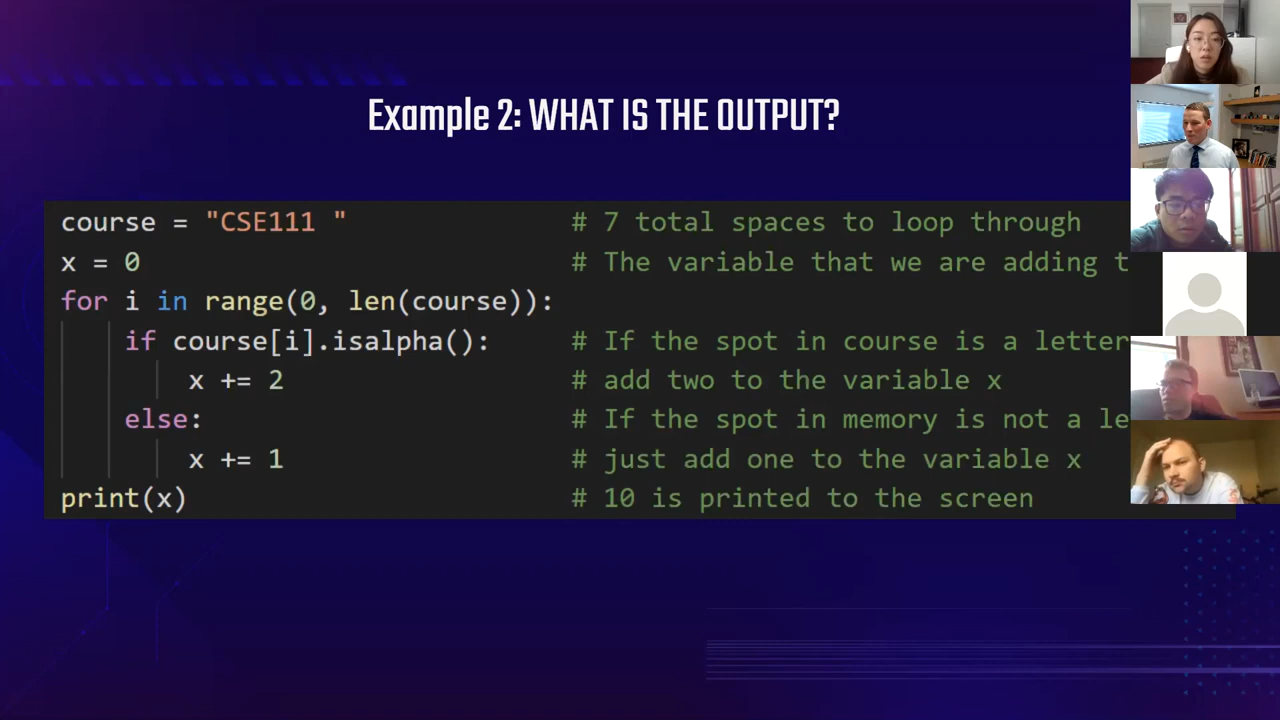 Example 2: WHAT IS THE OUTPUT?
course = "CSE111 " # 7 total spaces to loop through
x = 0 # The variable that we are adding t
for i in range(0, len(course)):
if course[i].isalpha(): # If the spot in course is a letter
x += 2 # add two to the variable x
else: # If the spot in memory is not a le
x += 1 # just add one to the variable x
print(x) # 10 is printed to the screen